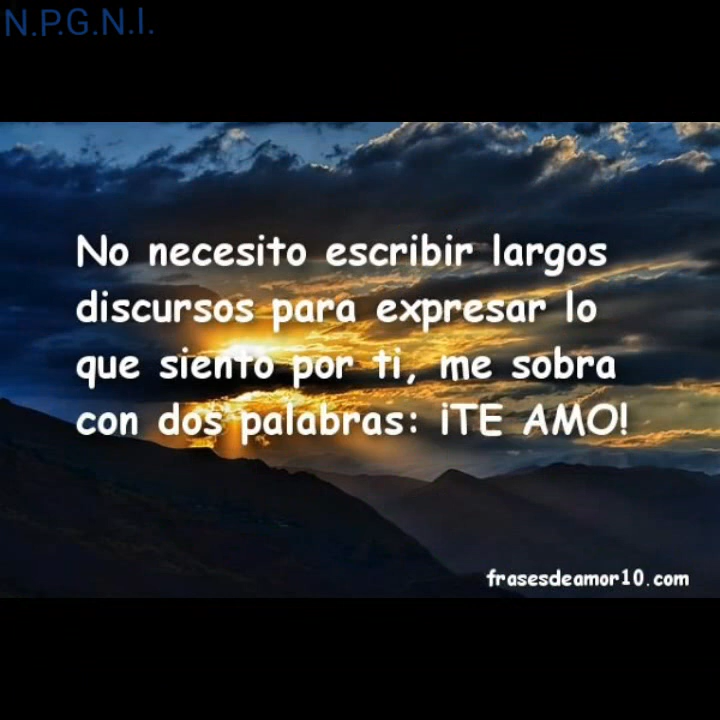 N.P.G.N.I.
No necesito escribir largos
discursos para expresar lo
que siento por ti, me sobra
con dos palabras: ¡TE AMO!
frasesdeamor10.com